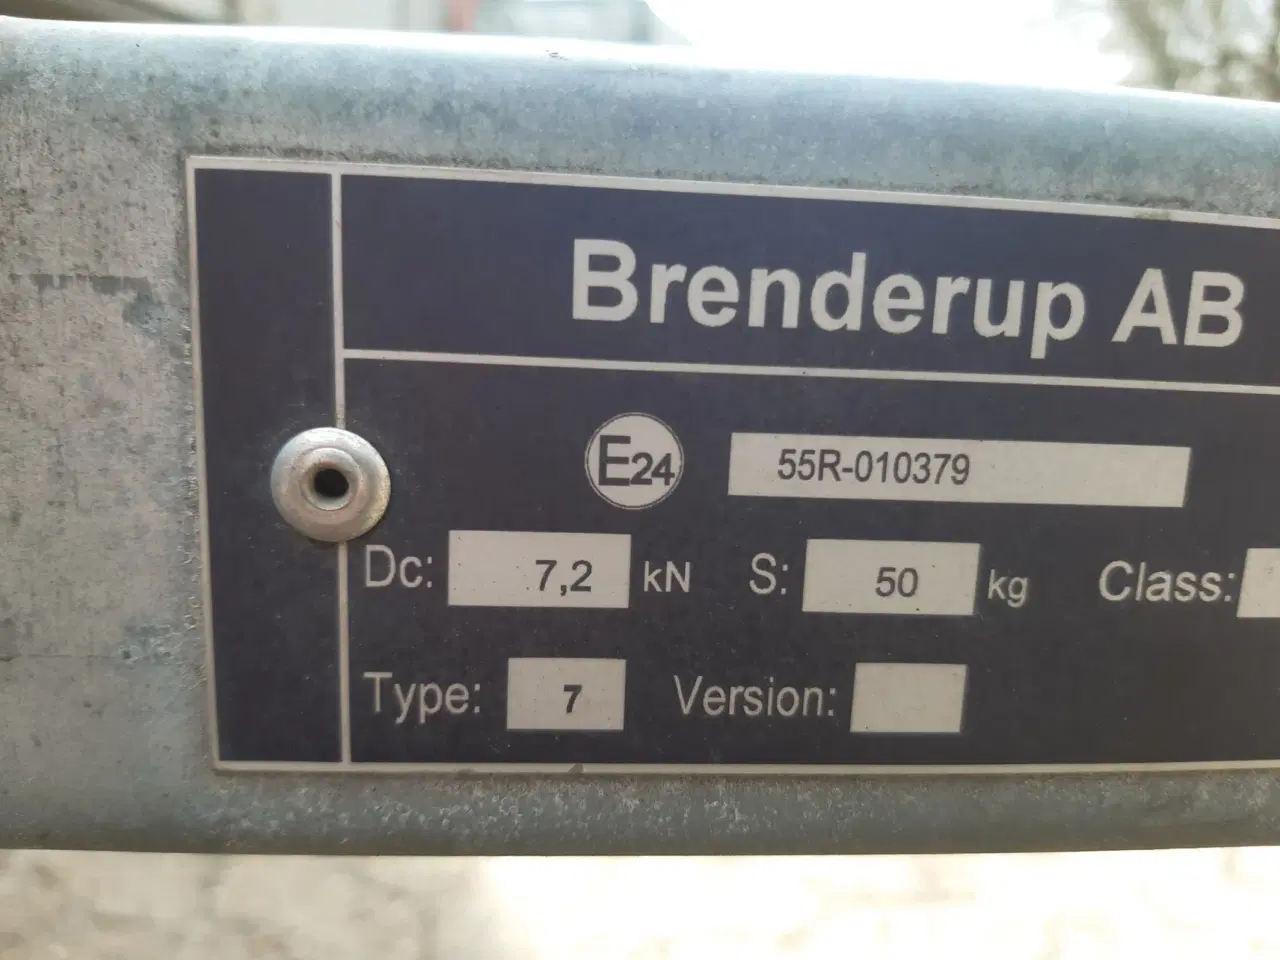 Brenderup AB
E24 55R-010379
Dc: 7,2 kN S: 50 kg Class:
Type: 7 Version: